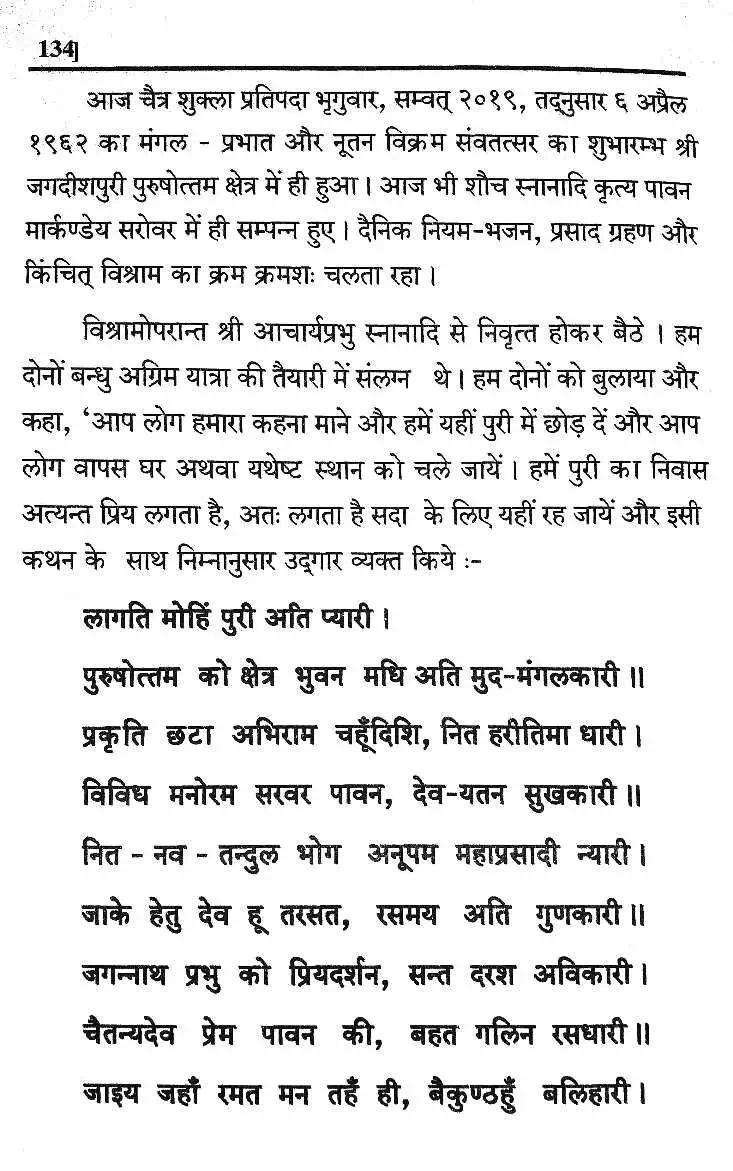 134]
आज चैत्र शुक्ला प्रतिपदा भृगुवार, सम्वत् २०१९, तद्नुसार ६ अप्रैल
१९६२ का मंगल - प्रभात और नूतन विक्रम संवतत्सर का शुभारम्भ श्री
जगदीशपुरी पुरुषोत्तम क्षेत्र में ही हुआ। आज भी शौच स्नानादि कृत्य पावन
मार्कण्डेय सरोवर में ही सम्पन्न हुए। दैनिक नियम-भजन, प्रसाद ग्रहण और
किंचित् विश्राम का क्रम क्रमशः चलता रहा।
विश्रामोपरान्त श्री आचार्यप्रभु स्नानादि से निवृत्त होकर बैठे। हम
दोनों बन्धु अग्रिम यात्रा की तैयारी में संलग्न थे। हम दोनों को बुलाया और
कहा, ‘आप लोग हमारा कहना माने और हमें यहीं पुरी में छोड़ दें और आप
लोग वापस घर अथवा यथेष्ट स्थान को चले जायें। हमें पुरी का निवास
अत्यन्त प्रिय लगता है, अतः लगता है सदा के लिए यहीं रह जायें और इसी
कथन के साथ निम्नानुसार उद्‌गार व्यक्त किये :-
लागति मोहिं पुरी अति प्यारी।
पुरुषोत्तम को क्षेत्र भुवन मधि अति मुद-मंगलकारी॥
प्रकृति छटा अभिराम चहूँदिशि, नित हरीतिमा धारी।
विविध मनोरम सरवर पावन, देव-यतन सुखकारी॥
नित - नव - तन्दुल भोग अनूपम महाप्रसादी न्यारी।
जाके हेतु देव हू तरसत, रसमय अति गुणकारी॥
जगन्नाथ प्रभु को प्रियदर्शन, सन्त दरश अविकारी।
चैतन्यदेव प्रेम पावन की, बहत गलिन रसधारी॥
जाइय जहाँ रमत मन तहँ ही, बैकुण्ठहुँ बलिहारी।